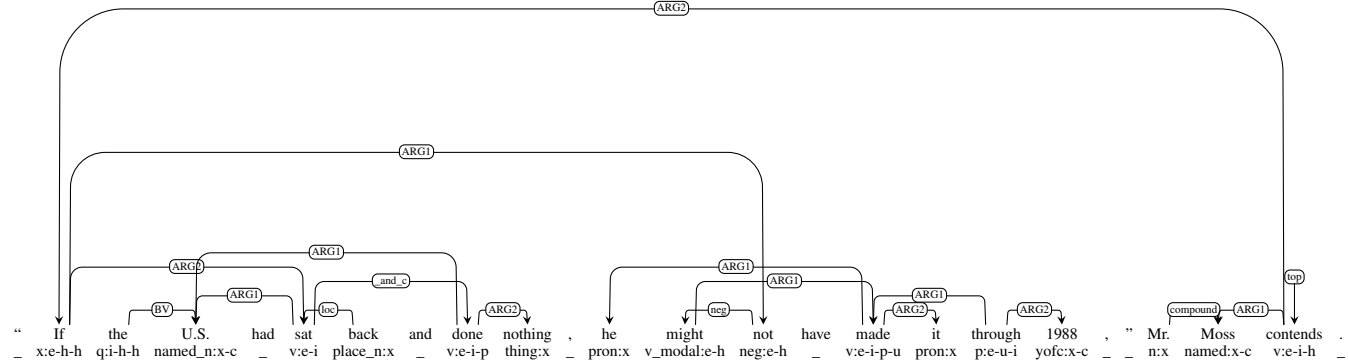 ARG2
ARG1
ARG1
ARG2 ARG1
_and_c ARG1
ARG1 ARG1 top
BV loc ARG2 neg ARG2 ARG2 compound ARG1
“ If the U.S. had sat back and done nothing , he might not have made it through 1988 , ” Mr. Moss contends .
_ x:e-h-h q:i-h-h named_n:x-c _ v:e-i place_n:x _ v:e-i-p thing:x _ pron:x v_modal:e-h neg:e-h _ v:e-i-p-u pron:x p:e-u-i yofc:x-c _ _ n:x named:x-c v:e-i-h _